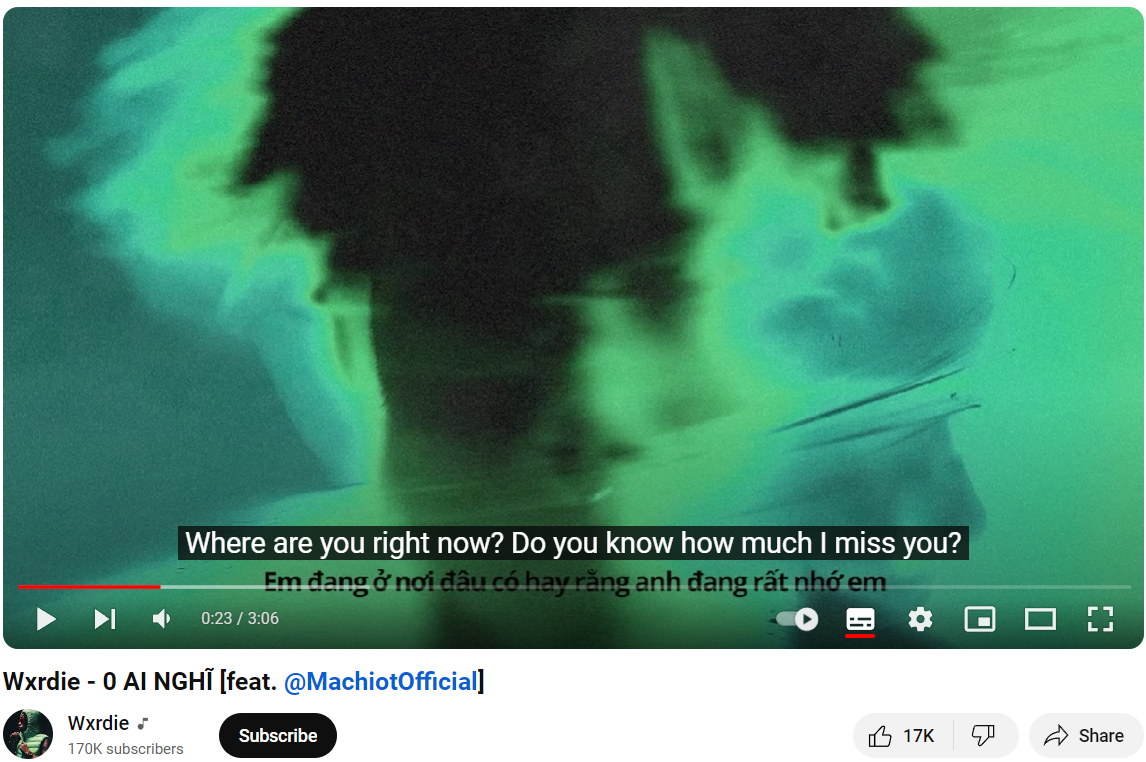 Where are you right now? Do you know how much I miss you?
Em đang ở nơi đâu có hay rằng anh đang rất nhớ em
0:23 / 3:06
Wxrdie - 0 AI NGHĨ [feat. @MachiotOfficial]
Wxrdie
170K subscribers
Subscribe
17K
Share